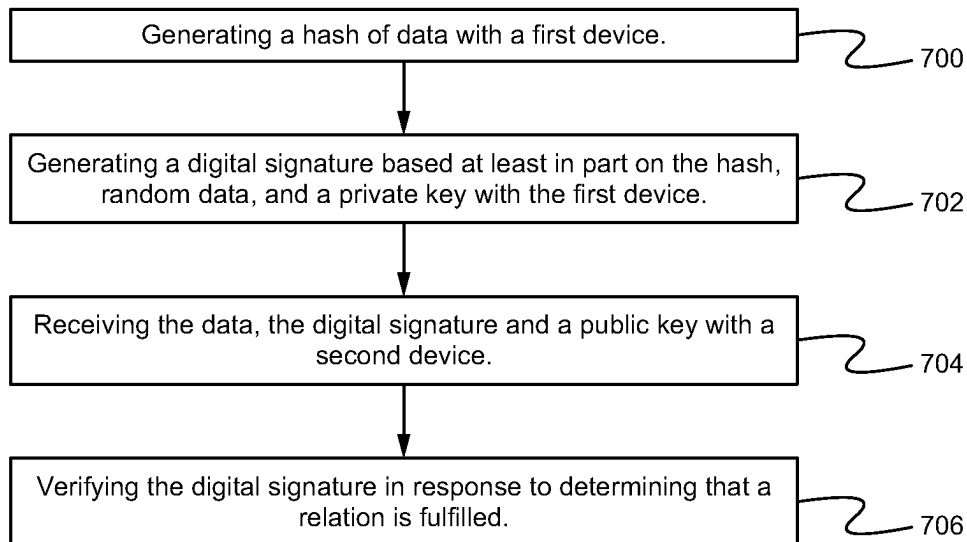 Generating a hash of data with a first device.
700
Generating a digital signature based at least in part on the hash,
random data, and a private key with the first device.
702
Receiving the data, the digital signature and a public key with a
second device.
704
Verifying the digital signature in response to determining that a
relation is fulfilled.
706